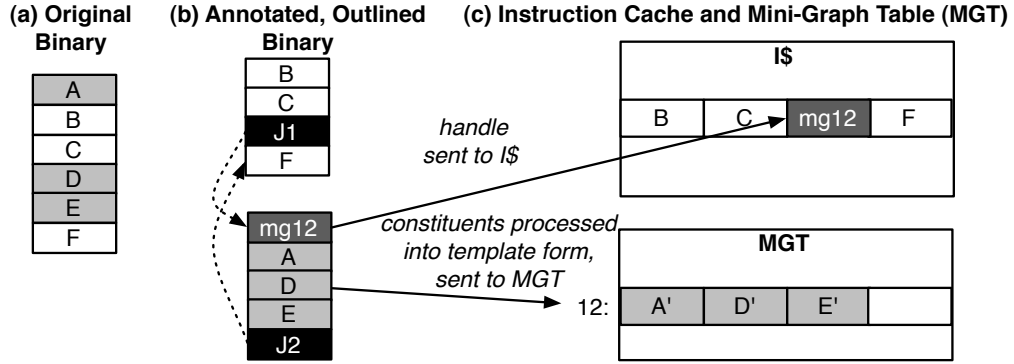 (a) Original
Binary
A
B
C
D
E
F
(b) Annotated, Outlined
Binary
B
C
J1
F
mg12
A
D
E
J2
handle
sent to I$
constituents processed
into template form,
sent to MGT
(c) Instruction Cache and Mini-Graph Table (MGT)
I$
B C mg12 F
MGT
12: A' D' E'